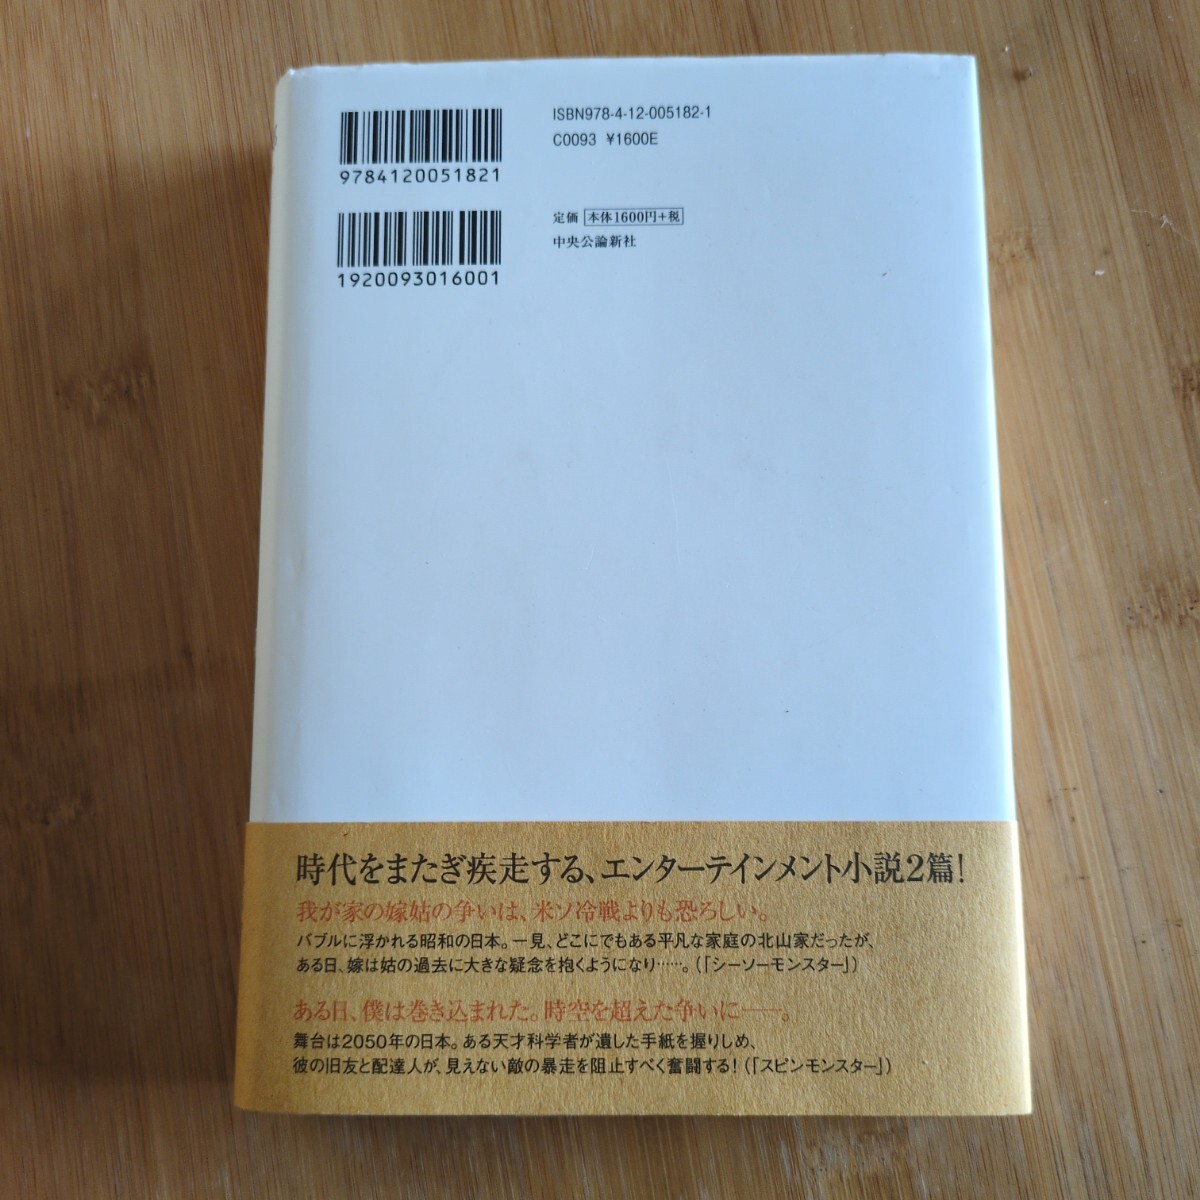 9784120051821
1920093016001
ISBN978-4-12-005182-1
C0093 ¥1600E
定価 本体1600円+税
中央公論新社
時代をまたぎ疾走する、エンターテインメント小説2篇!
我が家の嫁姑の争いは、米ソ冷戦よりも恐ろしい。
バブルに浮かれる昭和の日本。一見、どこにでもある平凡な家庭の北山家だったが、
ある日、嫁は姑の過去に大きな疑念を抱くようになり……。(「シーソーモンスター」)
ある日、僕は巻き込まれた。時空を超えた争いに――。
舞台は2050年の日本。ある天才科学者が遺した手紙を握りしめ、
彼の旧友と配達人が、見えない敵の暴走を阻止すべく奮闘する!(「スピンモンスター」)